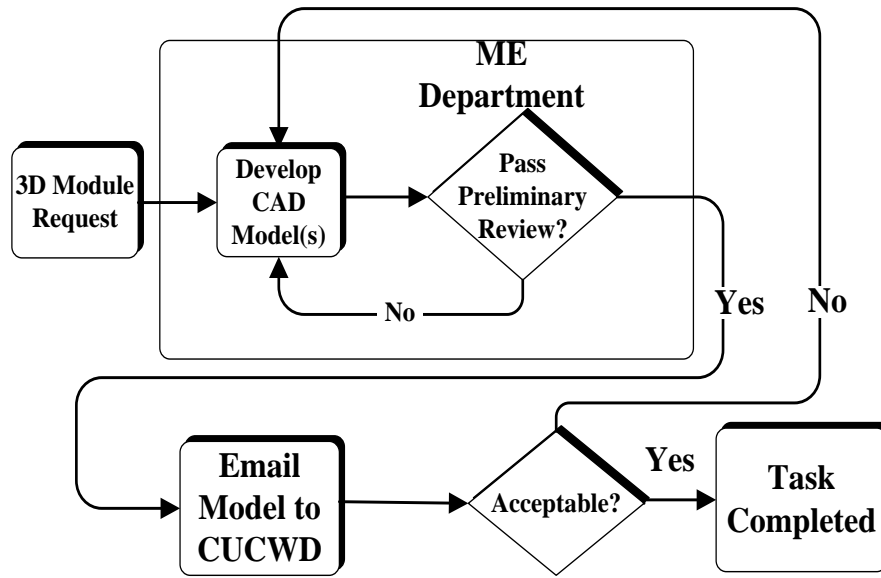 ME
Department
3D Module
Request
Develop
CAD
Model(s)
Pass
Preliminary
Review?
No
Yes
No
Email
Model to
CUCWD
Acceptable?
Yes
Task
Completed